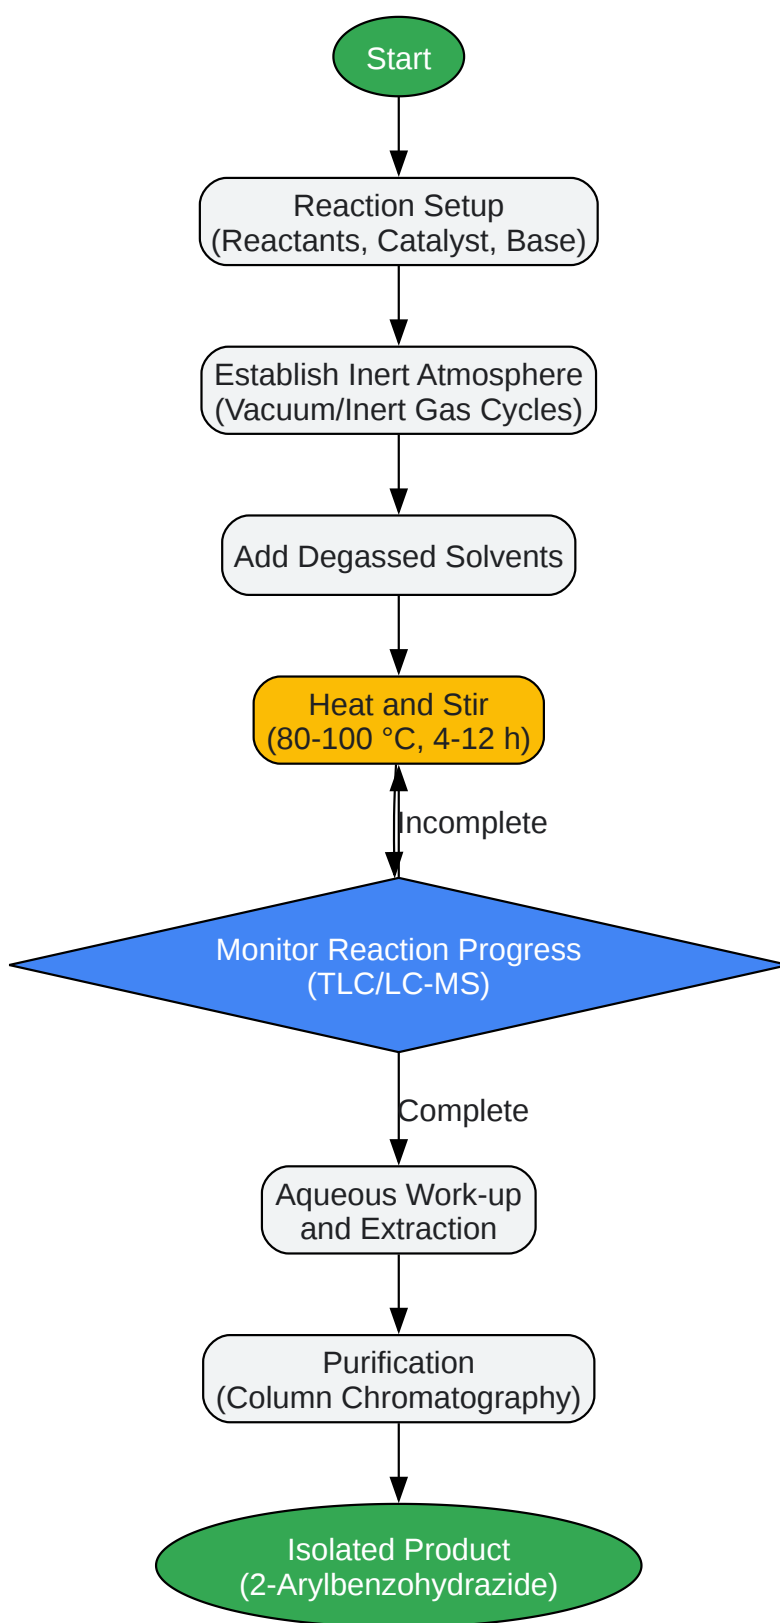 Start
Reaction Setup
(Reactants, Catalyst, Base)
Establish Inert Atmosphere
(Vacuum/Inert Gas Cycles)
Add Degassed Solvents
Heat and Stir
(80-100 °C, 4-12 h)
Incomplete
Monitor Reaction Progress
(TLC/LC-MS)
Complete
Aqueous Work-up
and Extraction
Purification
(Column Chromatography)
Isolated Product
(2-Arylbenzohydrazide)